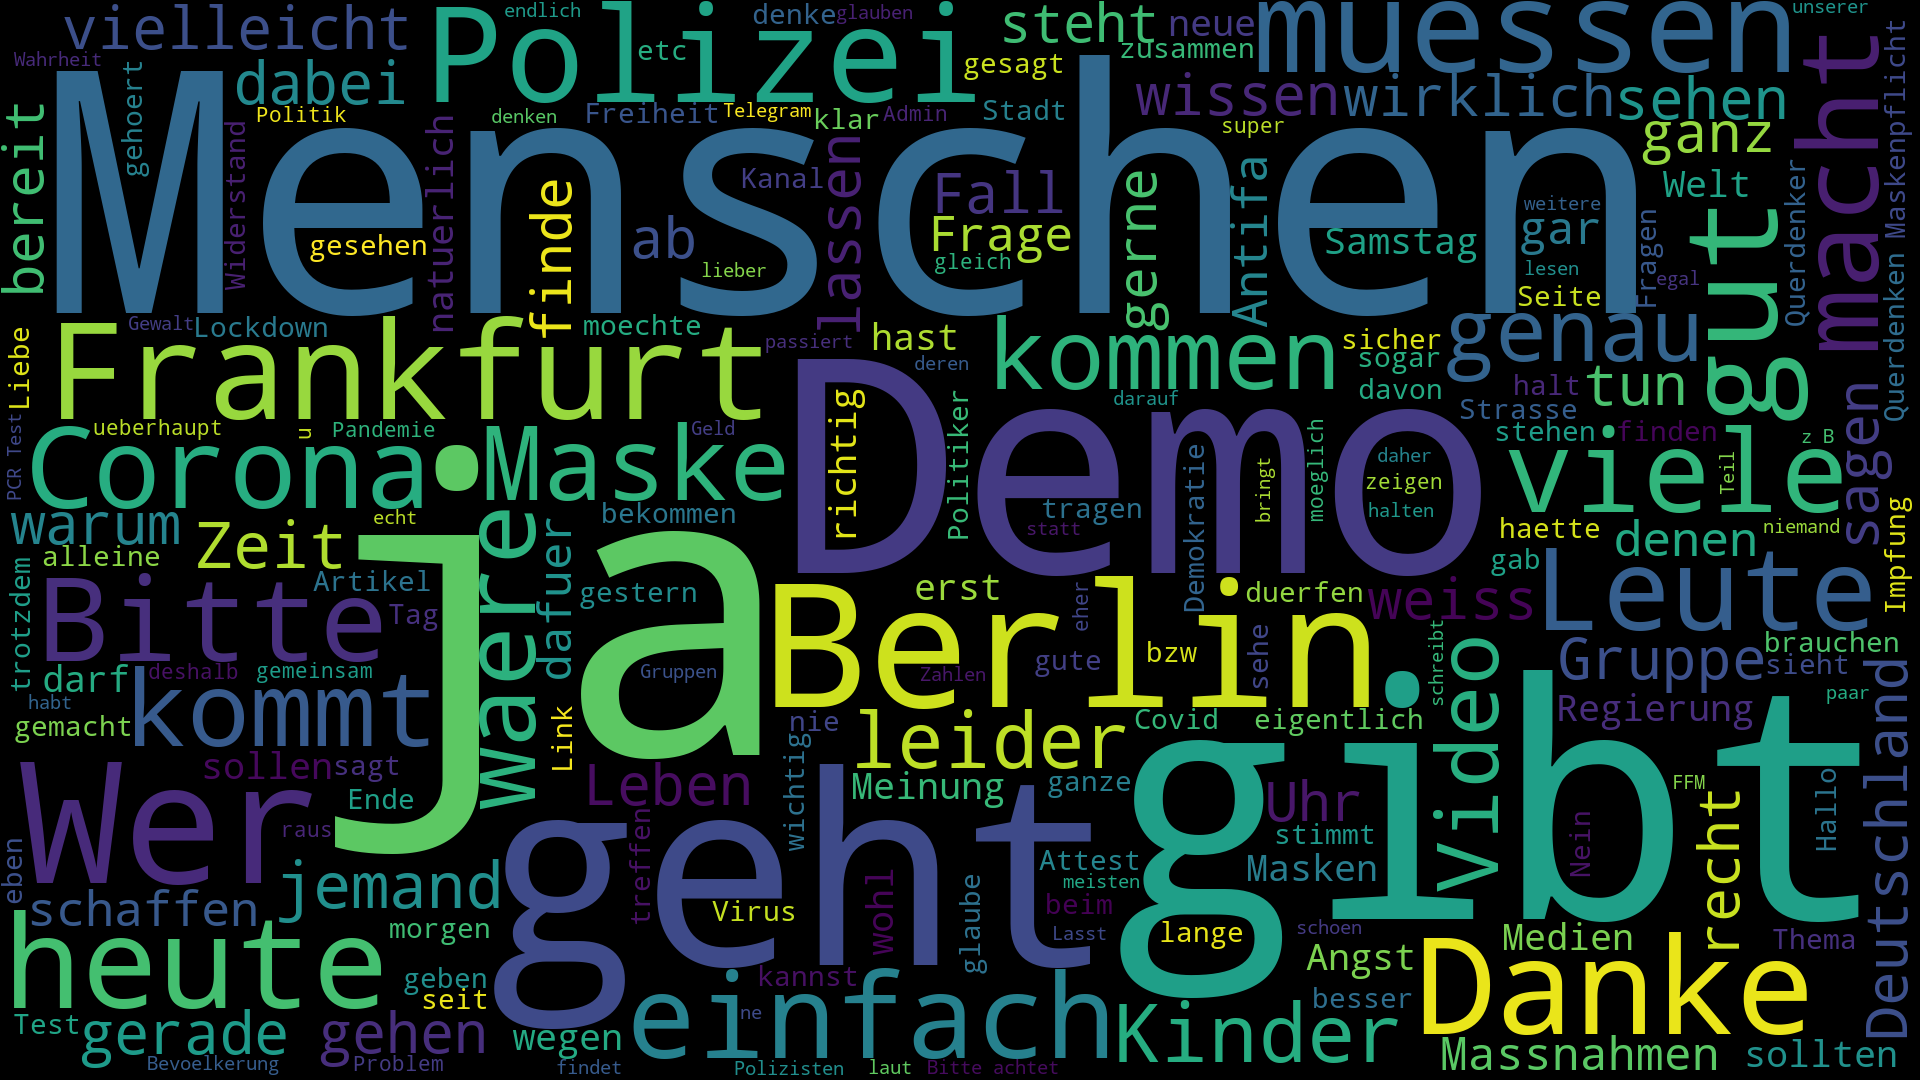 endlich
denke
glauben
unserer
vielleicht
Polizei
steht
neue
muessen
Wahrheit
etc
zusammen
gesagt
dabei
Menschen
wissen
wirklich
sehen
macht
Maskenpflicht
gehoert
Politik
denken
Freiheit
Telegram
klar
Admin
Stadt
super
ganz
bereit
Widerstand
natuerlich
finde
Kanal
lassen
Fall
gerne
Antifa
Welt
Querdenker
gesehen
ab
Frage
weitere
gar
Samstag
gut
lieber
gleich
lesen
Fragen
egal
Seite
Querdenken
Liebe
Gewalt
Lockdown
Frankfurt
moechte
passiert
hast
deren
kommen
sicher
sogar
genau
davon
halt
tun
darauf
Demo
richtig
Politiker
Strasse
stehen
finden
sagen
z B
PCR Test
ueberhaupt
u
Pandemie
Geld
Corona
Maske
viele
Teil
daher
zeigen
halten
moeglich
bringt
Demokratie
tragen
statt
warum
Zeit
echt
bekommen
haette
niemand
Impfung
alleine
ja
waere
dafuer
gab
denen
trotzdem
Bitte
Artikel
Tag
gestern
erst
eher
duerfen
weiss
Leute
Berlin
darf
deshalb
gemeinsam
Gruppen
Zahlen
gute
bzw
sehe
schreibt
Gruppe
sieht
brauchen
habt
gemacht
kommt
Link
nie
leider
Covid
eigentlich
video
Regierung
paar
Deutschland
sollen
sagt
Leben
wichtig
Meinung
ganze
Uhr
gibt
FFM
Hallo
Wer
Ende
raus
treffen
geht
stimmt
recht
Nein
eben
jemand
Attest
meisten
Masken
schaffen
Virus
wohl
glaube
beim
heute
morgen
Lasst
lange
schoen
Medien
Thema
geben
seit
kannst
Angst
Danke
besser
Test
gerade
gehen
wegen
einfach
ne
Kinder
Massnahmen
sollten
Bevoelkerung
Problem
findet
Polizisten
laut
Bitte achtet